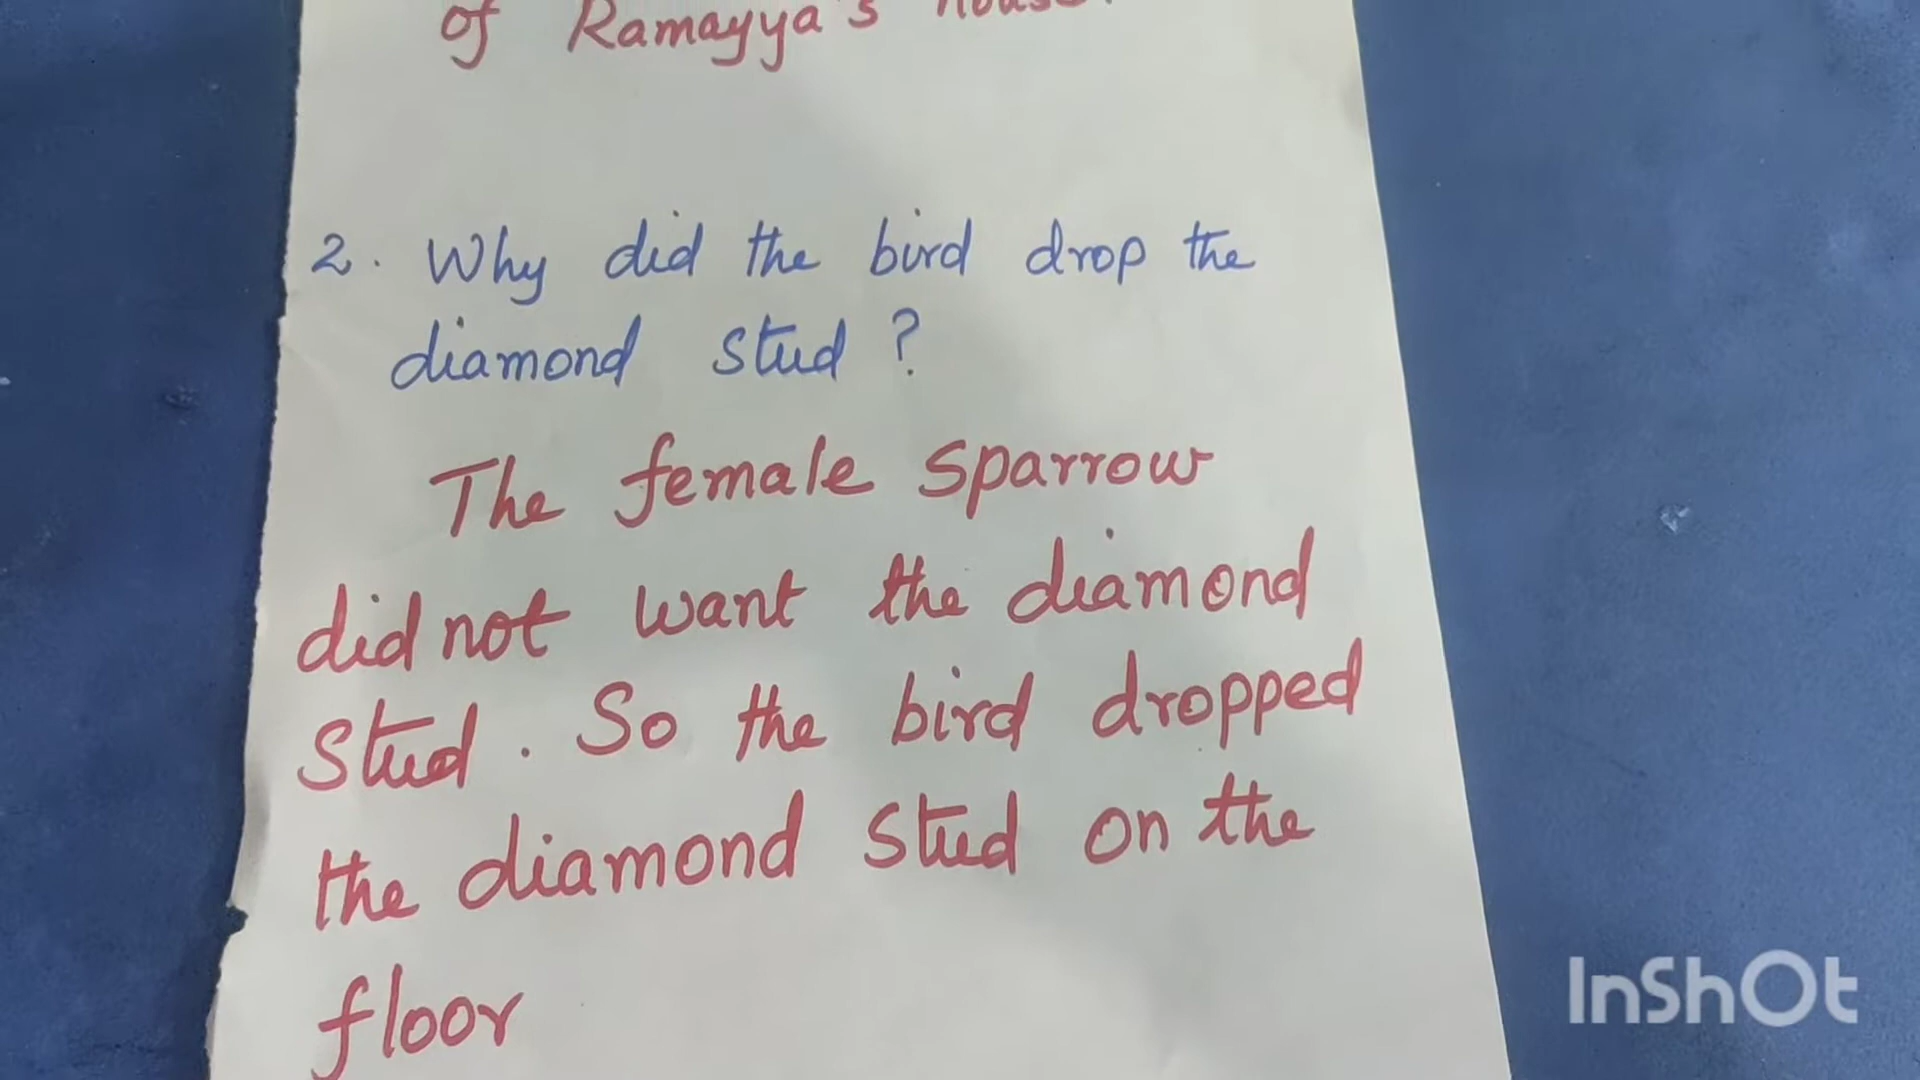 of Ramayya's house.
2. Why did the bird drop the
diamond stud ?
The female sparrow
did not want the diamond
stud. So the bird dropped
the diamond stud on the
floor
InShOt